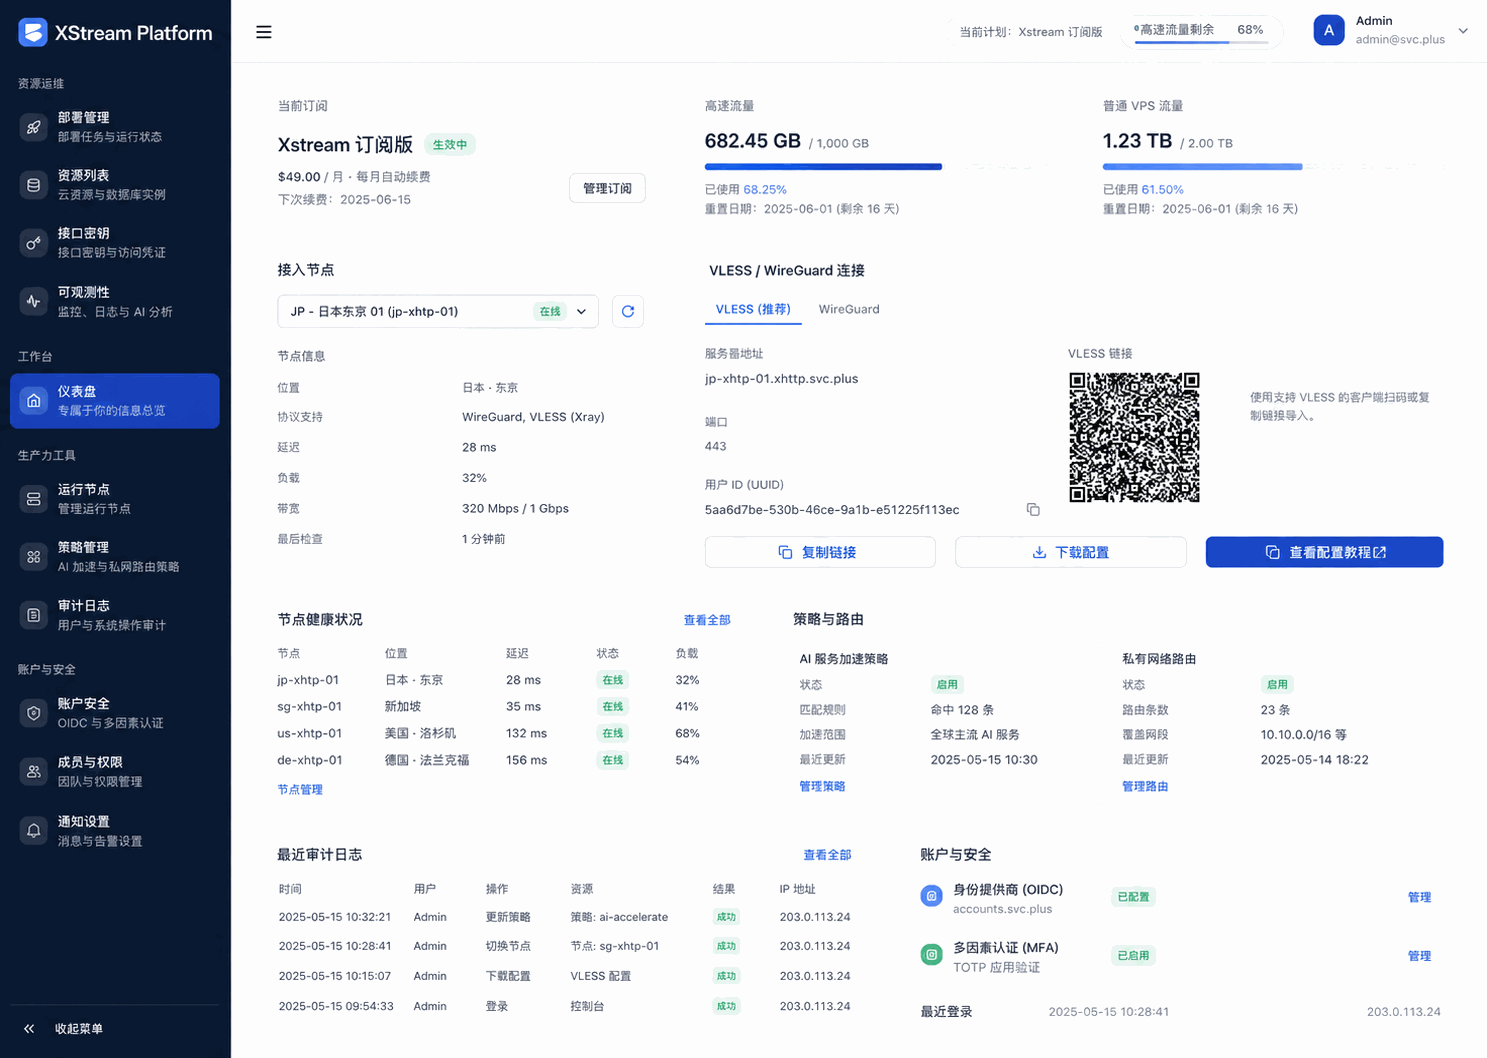 XStream Platform
资源运维
部署管理
部署任务与运行状态
资源列表
云资源与数据库实例
接口密钥
接口密钥与访问凭证
可观测性
监控、日志与 AI 分析
工作台
仪表盘
专属于你的信息总览
生产力工具
运行节点
管理运行节点
策略管理
AI 加速与私网路由策略
审计日志
用户与系统操作审计
账户与安全
账户安全
OIDC 与多因素认证
成员与权限
团队与权限管理
通知设置
消息与告警设置
收起菜单
当前计划： Xstream 订阅版
高速流量剩余 68%
A
Admin
admin@svc.plus
当前订阅
Xstream 订阅版 生效中
$49.00 / 月 · 每月自动续费
下次续费： 2025-06-15
管理订阅
高速流量
682.45 GB / 1,000 GB
已使用 68.25%
重置日期： 2025-06-01 (剩余 16 天)
普通 VPS 流量
1.23 TB / 2.00 TB
已使用 61.50%
重置日期： 2025-06-01 (剩余 16 天)
接入节点
JP - 日本东京 01 (jp-xhtp-01) 在线
节点信息
位置 日本 · 东京
协议支持 WireGuard, VLESS (Xray)
延迟 28 ms
负载 32%
带宽 320 Mbps / 1 Gbps
最后检查 1 分钟前
VLESS / WireGuard 连接
VLESS (推荐) WireGuard
服务器地址
jp-xhtp-01.xhttp.svc.plus
端口
443
用户 ID (UUID)
5aa6d7be-530b-46ce-9a1b-e51225f113ec
VLESS 链接
使用支持 VLESS 的客户端扫码或复
制链接导入。
复制链接
下载配置
查看配置教程
节点健康状况 查看全部
节点 位置 延迟 状态 负载
jp-xhtp-01 日本 · 东京 28 ms 在线 32%
sg-xhtp-01 新加坡 35 ms 在线 41%
us-xhtp-01 美国 · 洛杉矶 132 ms 在线 68%
de-xhtp-01 德国 · 法兰克福 156 ms 在线 54%
节点管理
策略与路由
AI 服务加速策略
状态 启用
匹配规则 命中 128 条
加速范围 全球主流 AI 服务
最近更新 2025-05-15 10:30
管理策略
私有网络路由
状态 启用
路由条数 23 条
覆盖网段 10.10.0.0/16 等
最近更新 2025-05-14 18:22
管理路由
最近审计日志 查看全部
时间 用户 操作 资源 结果 IP 地址
2025-05-15 10:32:21 Admin 更新策略 策略: ai-accelerate 成功 203.0.113.24
2025-05-15 10:28:41 Admin 切换节点 节点: sg-xhtp-01 成功 203.0.113.24
2025-05-15 10:15:07 Admin 下载配置 VLESS 配置 成功 203.0.113.24
2025-05-15 09:54:33 Admin 登录 控制台 成功 203.0.113.24
账户与安全
身份提供商 (OIDC) 已配置 管理
accounts.svc.plus
多因素认证 (MFA) 已启用 管理
TOTP 应用验证
最近登录 2025-05-15 10:28:41 203.0.113.24